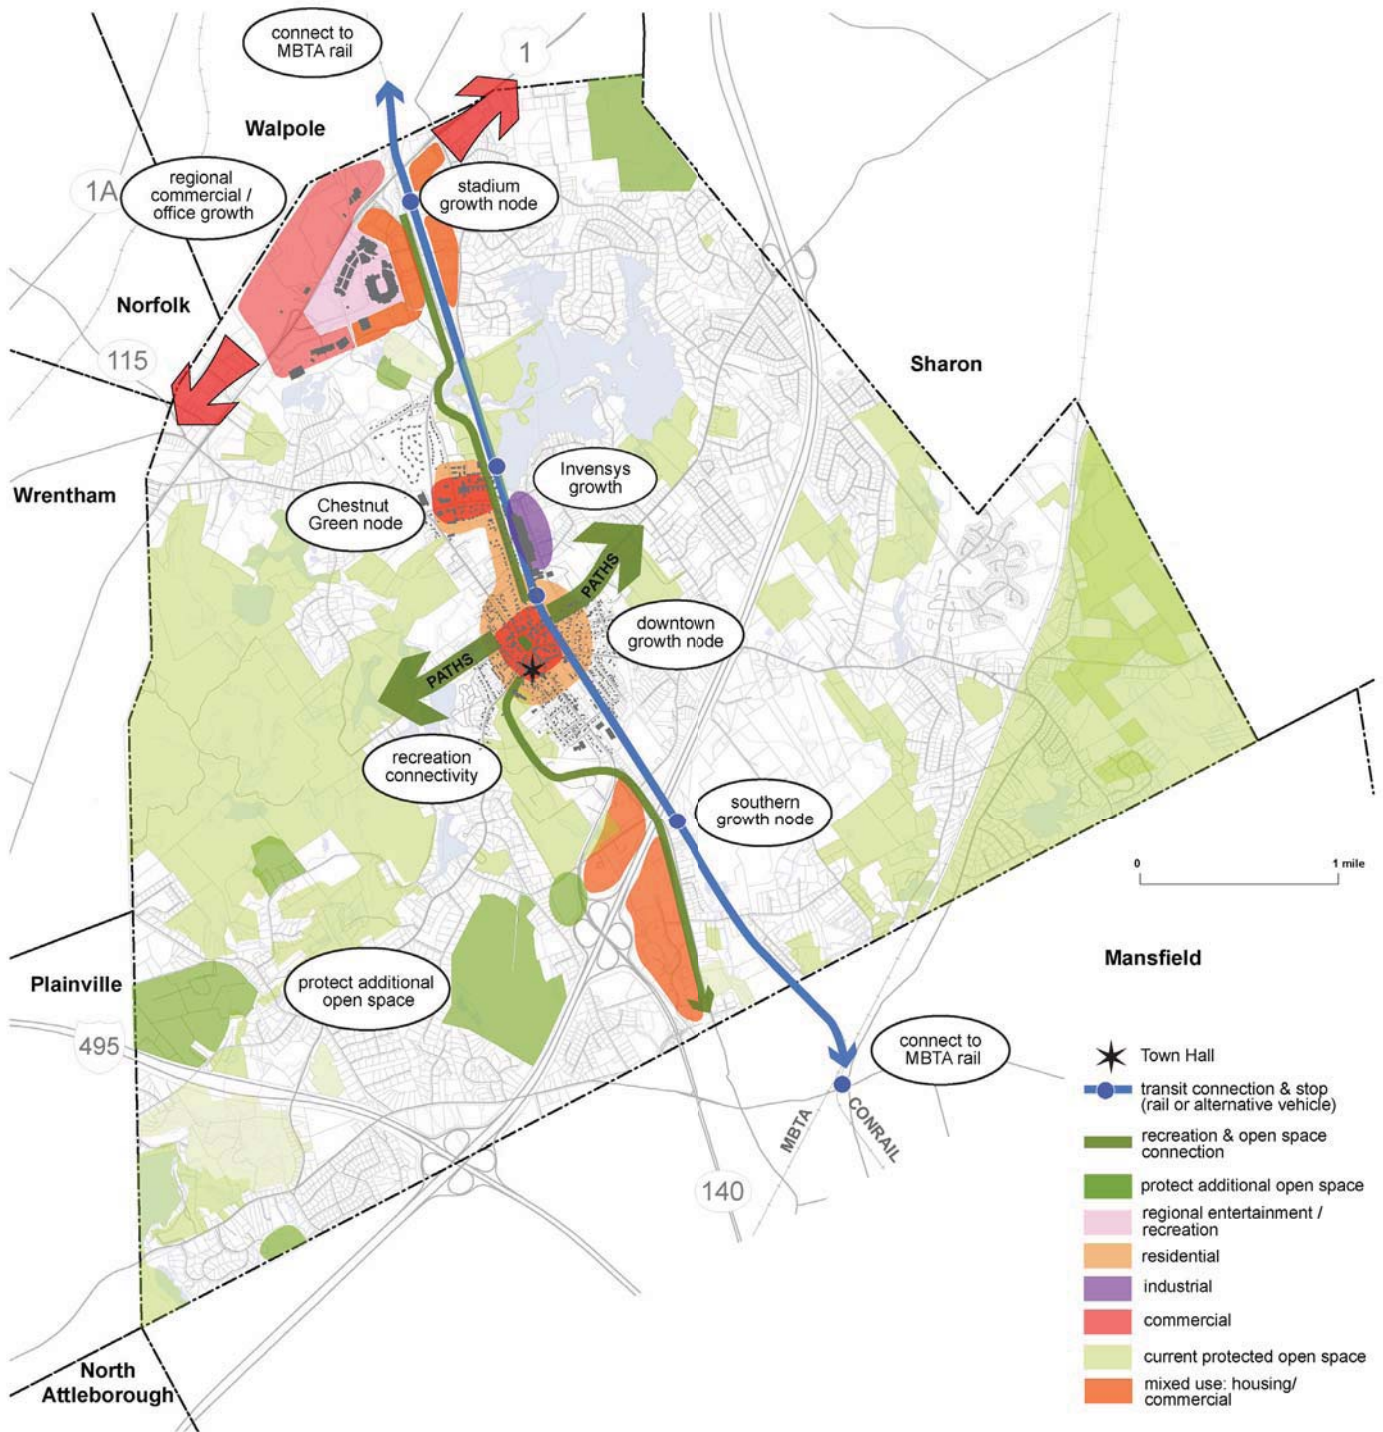 connect to
MBTA rail
1
Walpole
regional
commercial /
office growth
1A
stadium
growth node
Norfolk
115
Sharon
Wrentham
Invensys
growth
Chestnut
Green node
PATHS
downtown
growth node
PATHS
recreation
connectivity
southern
growth node
0
1 mile
Mansfield
Plainville
protect additional
open space
495
connect to
MBTA rail
MBTA
CONRAIL
140
North
Attleborough
Town Hall
transit connection & stop
(rail or alternative vehicle)
recreation & open space
connection
protect additional open space
regional entertainment /
recreation
residential
industrial
commercial
current protected open space
mixed use: housing/
commercial